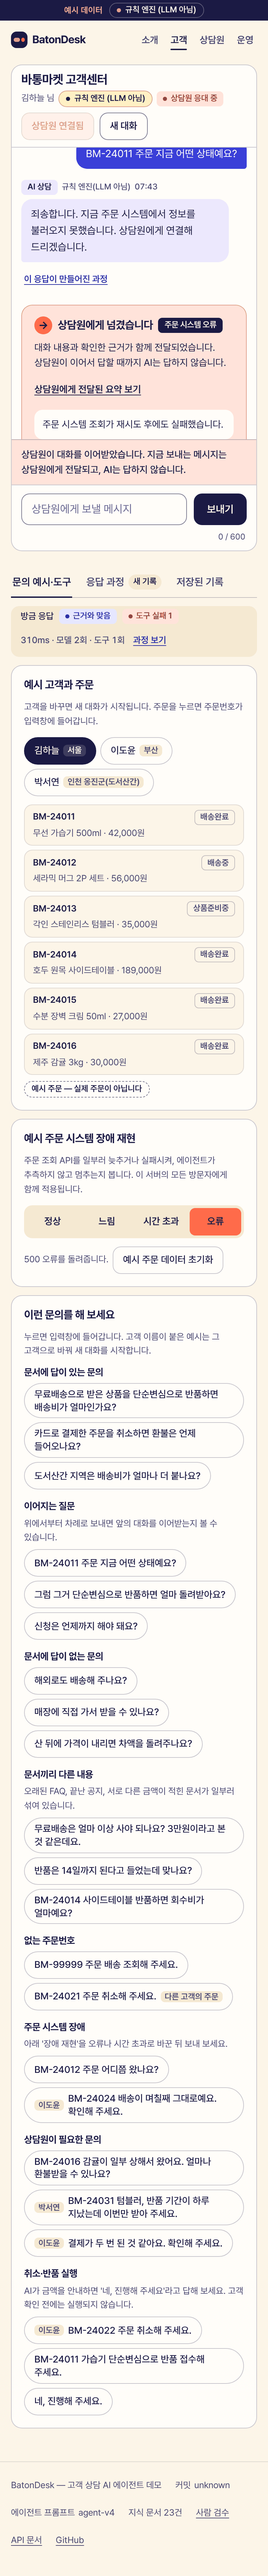 예시 데이터 규칙 엔진 (LLM 아님)
BatonDesk 소개 고객 상담원 운영
바통마켓 고객센터
김하늘 님 규칙 엔진 (LLM 아님) 상담원 응대 중
상담원 연결됨 새 대화
BM-24011 주문 지금 어떤 상태예요?
AI 상담 규칙 엔진(LLM 아님) 07:43
죄송합니다. 지금 주문 시스템에서 정보를
불러오지 못했습니다. 상담원에게 연결해
드리겠습니다.
이 응답이 만들어진 과정
상담원에게 넘겼습니다 주문 시스템 오류
대화 내용과 확인한 근거가 함께 전달되었습니다.
상담원이 이어서 답할 때까지 AI는 답하지 않습니다.
상담원에게 전달된 요약 보기
주문 시스템 조회가 재시도 후에도 실패했습니다.
상담원이 대화를 이어받았습니다. 지금 보내는 메시지는
상담원에게 전달되고, AI는 답하지 않습니다.
상담원에게 보낼 메시지 보내기
0 / 600
문의 예시·도구 응답 과정 새 기록 저장된 기록
방금 응답 근거와 맞음 도구 실패 1
310ms · 모델 2회 · 도구 1회 과정 보기
예시 고객과 주문
고객을 바꾸면 새 대화가 시작됩니다. 주문을 누르면 주문번호가
입력창에 들어갑니다.
김하늘 서울 이도윤 부산
박서연 인천 옹진군(도서산간)
BM-24011 배송완료
무선 가습기 500ml · 42,000원
BM-24012 배송중
세라믹 머그 2P 세트 · 56,000원
BM-24013 상품준비중
각인 스테인리스 텀블러 · 35,000원
BM-24014 배송완료
호두 원목 사이드테이블 · 189,000원
BM-24015 배송완료
수분 장벽 크림 50ml · 27,000원
BM-24016 배송완료
제주 감귤 3kg · 30,000원
예시 주문 — 실제 주문이 아닙니다
예시 주문 시스템 장애 재현
주문 조회 API를 일부러 늦추거나 실패시켜, 에이전트가
추측하지 않고 멈추는지 봅니다. 이 서버의 모든 방문자에게
함께 적용됩니다.
정상 느림 시간 초과 오류
500 오류를 돌려줍니다. 예시 주문 데이터 초기화
이런 문의를 해 보세요
누르면 입력창에 들어갑니다. 고객 이름이 붙은 예시는 그
고객으로 바꿔 새 대화를 시작합니다.
문서에 답이 있는 문의
무료배송으로 받은 상품을 단순변심으로 반품하면
배송비가 얼마인가요?
카드로 결제한 주문을 취소하면 환불은 언제
들어오나요?
도서산간 지역은 배송비가 얼마나 더 붙나요?
이어지는 질문
위에서부터 차례로 보내면 앞의 대화를 이어받는지 볼 수
있습니다.
BM-24011 주문 지금 어떤 상태예요?
그럼 그거 단순변심으로 반품하면 얼마 돌려받아요?
신청은 언제까지 해야 돼요?
문서에 답이 없는 문의
해외로도 배송해 주나요?
매장에 직접 가서 받을 수 있나요?
산 뒤에 가격이 내리면 차액을 돌려주나요?
문서끼리 다른 내용
오래된 FAQ, 끝난 공지, 서로 다른 금액이 적힌 문서가 일부러
섞여 있습니다.
무료배송은 얼마 이상 사야 되나요? 3만원이라고 본
것 같은데요.
반품은 14일까지 된다고 들었는데 맞나요?
BM-24014 사이드테이블 반품하면 회수비가
얼마예요?
없는 주문번호
BM-99999 주문 배송 조회해 주세요.
BM-24021 주문 취소해 주세요. 다른 고객의 주문
주문 시스템 장애
아래 '장애 재현'을 오류나 시간 초과로 바꾼 뒤 보내 보세요.
BM-24012 주문 어디쯤 왔나요?
이도윤 BM-24024 배송이 며칠째 그대로예요.
확인해 주세요.
상담원이 필요한 문의
BM-24016 감귤이 일부 상해서 왔어요. 얼마나
환불받을 수 있나요?
박서연 BM-24031 텀블러, 반품 기간이 하루
지났는데 이번만 받아 주세요.
이도윤 결제가 두 번 된 것 같아요. 확인해 주세요.
취소·반품 실행
AI가 금액을 안내하면 '네, 진행해 주세요'라고 답해 보세요. 고객
확인 전에는 실행되지 않습니다.
이도윤 BM-24022 주문 취소해 주세요.
BM-24011 가습기 단순변심으로 반품 접수해
주세요.
네, 진행해 주세요.
BatonDesk — 고객 상담 AI 에이전트 데모 커밋 unknown
에이전트 프롬프트 agent-v4 지식 문서 23건 사람 검수
API 문서 GitHub